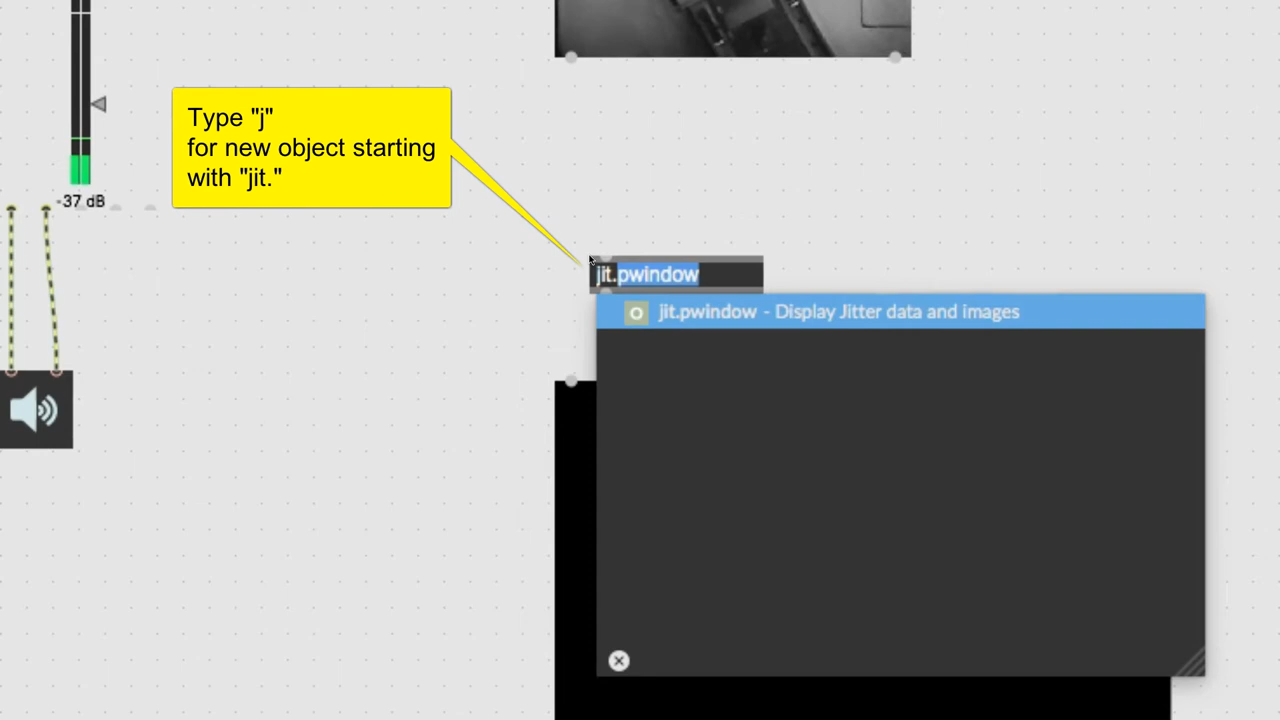 Type "j"
for new object starting
with "jit."
-37 dB
jit.pwindow
jit.pwindow - Display Jitter data and images